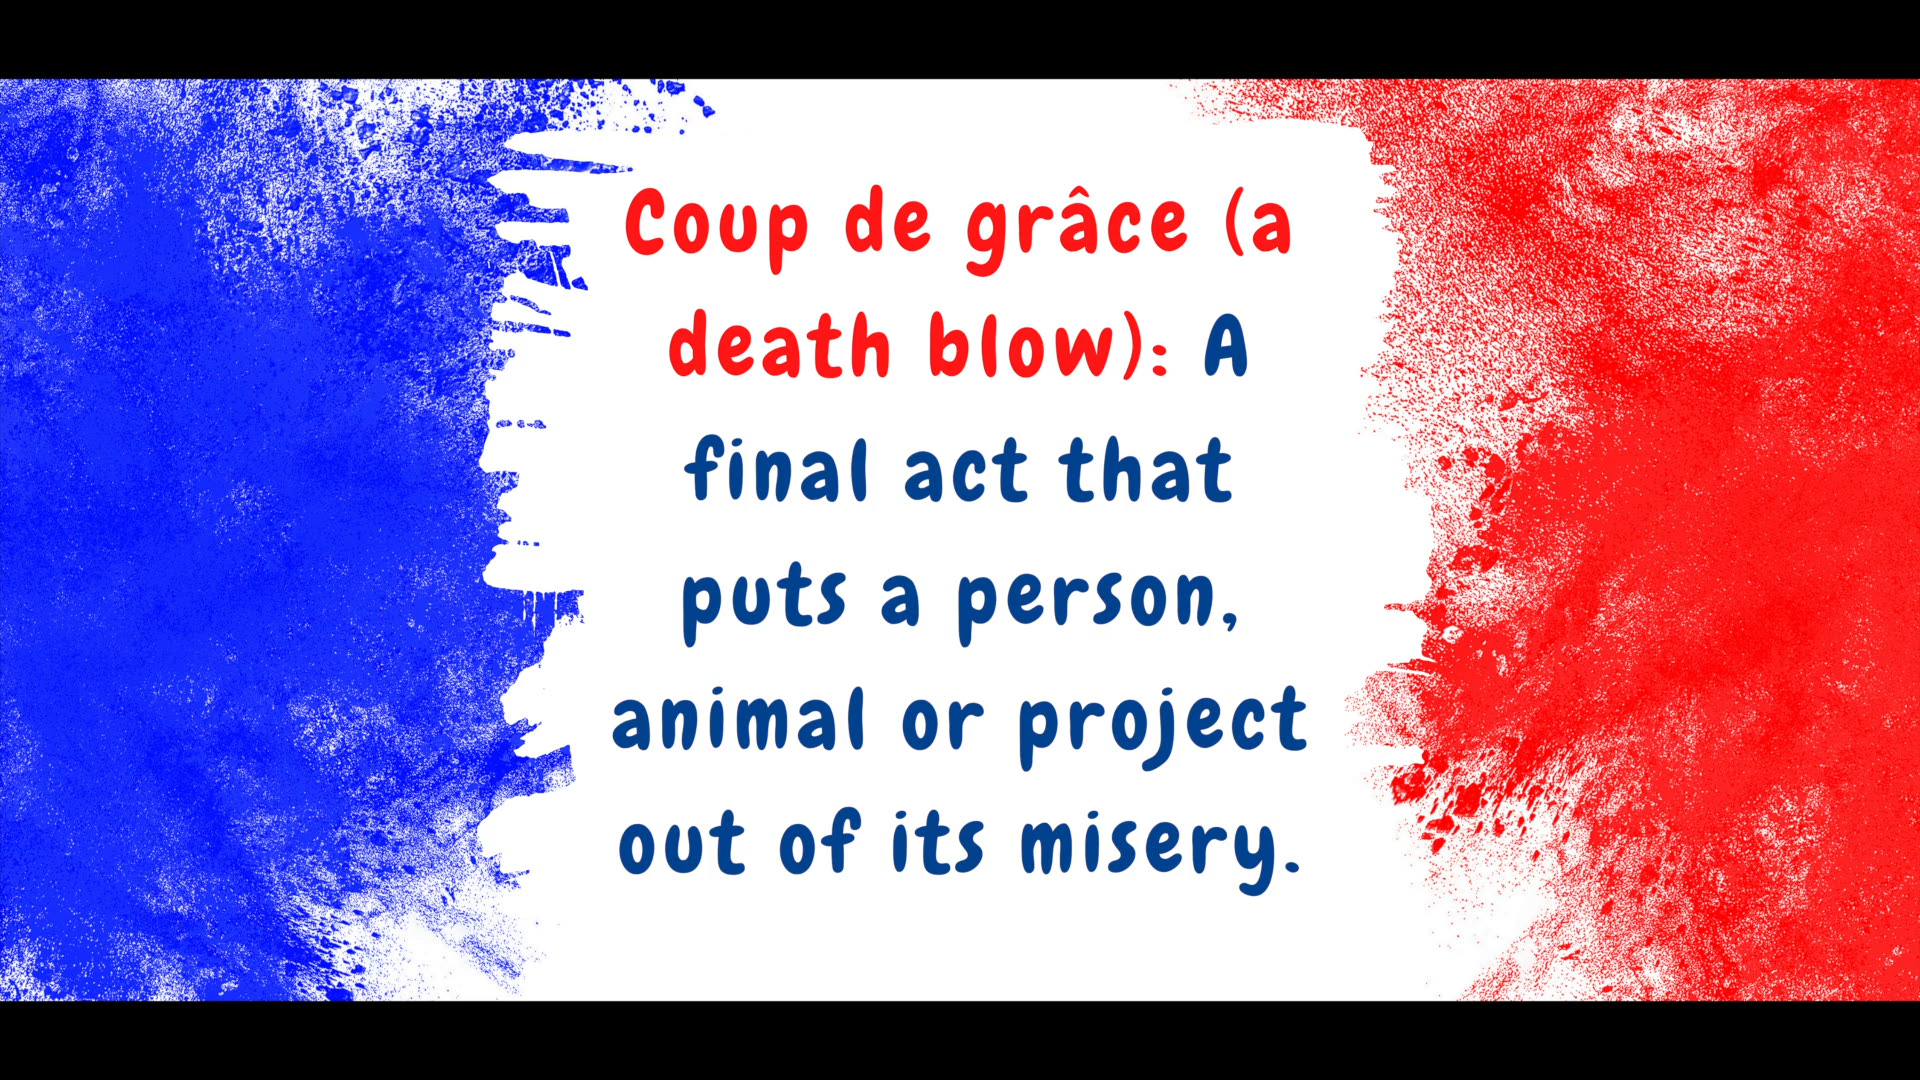 Coup de grâce (a
death blow): A
final act that
puts a person,
animal or project
out of its misery.